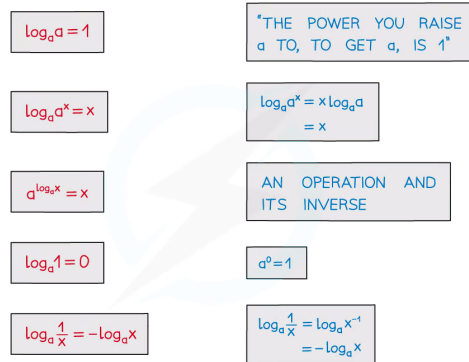 logₐa = 1
"THE POWER YOU RAISE
a TO, TO GET a, IS 1"
logₐaˣ = x
logₐaˣ = x logₐa
= x
a^(logₐx) = x
AN OPERATION AND
ITS INVERSE
logₐ1 = 0
a⁰ = 1
logₐ 1/x = -logₐx
logₐ 1/x = logₐx⁻¹
= -logₐx